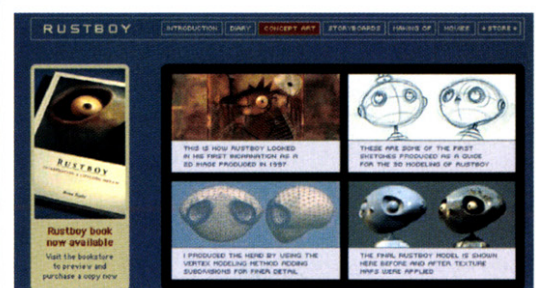 RUSTBOY
INTRODUCTION DIARY CONCEPT ART STORYBOARDS MAKING OF MOVIES STORE
RUSTBOY
Rustboy book
now available
Visit the bookstore
to preview and
purchase a copy now
THIS IS HOW RUSTBOY LOOKED
IN HIS FIRST INCARNATION AS A
2D IMAGE PRODUCED IN 1997
THESE ARE SOME OF THE FIRST
SKETCHES PRODUCED AS A GUIDE
FOR THE 3D MODELING OF RUSTBOY
I PRODUCED THE HEAD BY USING THE
VERTEX MODELING METHOD ADDING
SUBDIVISIONS FOR FINER DETAIL
THE FINAL RUSTBOY MODEL IS SHOWN
HERE BEFORE AND AFTER TEXTURE
MAPS WERE APPLIED